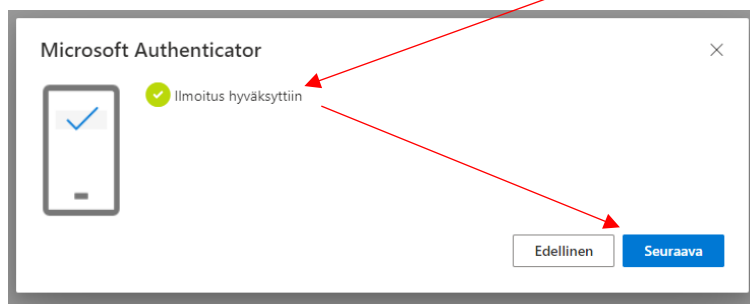 Microsoft Authenticator
Ilmoitus hyväksyttiin
Edellinen
Seuraava